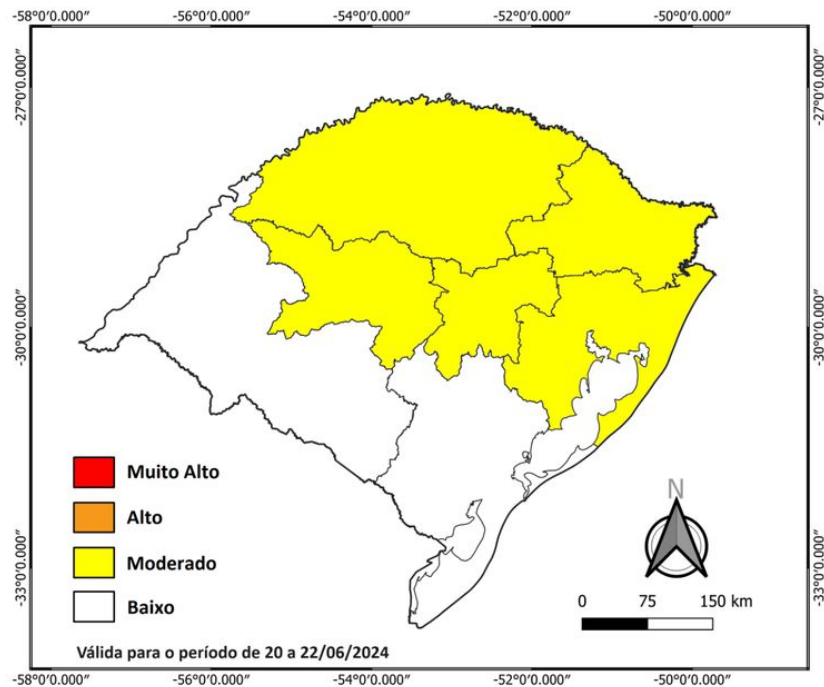 -58°0'0.000″ -56°0'0.000″ -54°0'0.000″ -52°0'0.000″ -50°0'0.000″
-27°0'0.000″ -27°0'0.000″
-30°0'0.000″ -30°0'0.000″
Muito Alto
Alto
Moderado
Baixo
N
-33°0'0.000″ -33°0'0.000″
0 75 150 km
Válida para o período de 20 a 22/06/2024
-58°0'0.000″ -56°0'0.000″ -54°0'0.000″ -52°0'0.000″ -50°0'0.000″